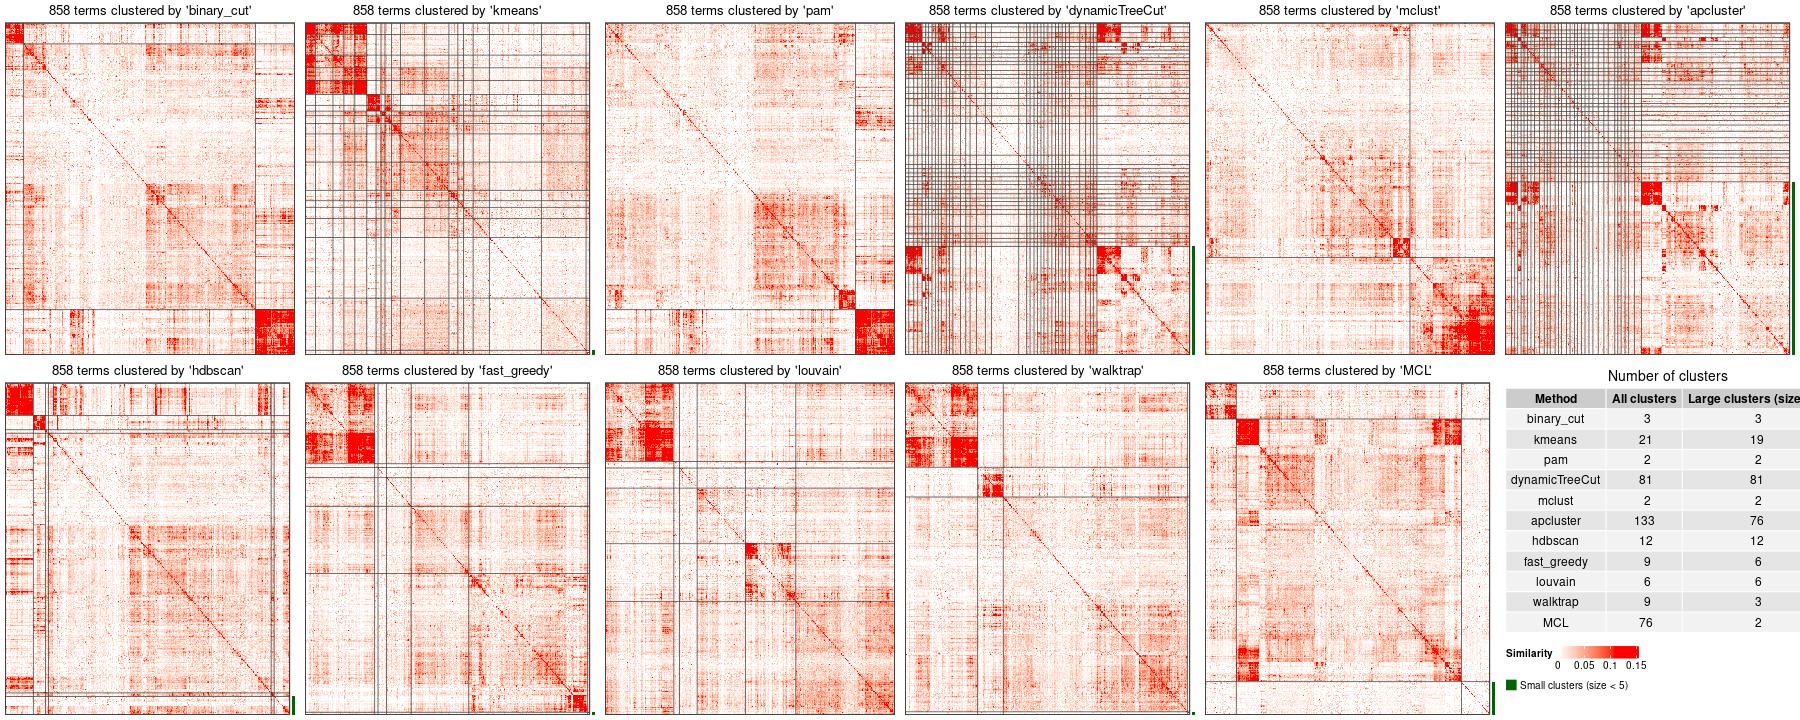 858 terms clustered by 'binary_cut'
858 terms clustered by 'kmeans'
858 terms clustered by 'pam'
858 terms clustered by 'dynamicTreeCut'
858 terms clustered by 'mclust'
858 terms clustered by 'apcluster'
858 terms clustered by 'hdbscan'
858 terms clustered by 'fast_greedy'
858 terms clustered by 'louvain'
858 terms clustered by 'walktrap'
858 terms clustered by 'MCL'
Number of clusters
Method All clusters Large clusters (size
binary_cut 3 3
kmeans 21 19
pam 2 2
dynamicTreeCut 81 81
mclust 2 2
apcluster 133 76
hdbscan 12 12
fast_greedy 9 6
louvain 6 6
walktrap 9 3
MCL 76 2
Similarity
0 0.05 0.1 0.15
Small clusters (size < 5)